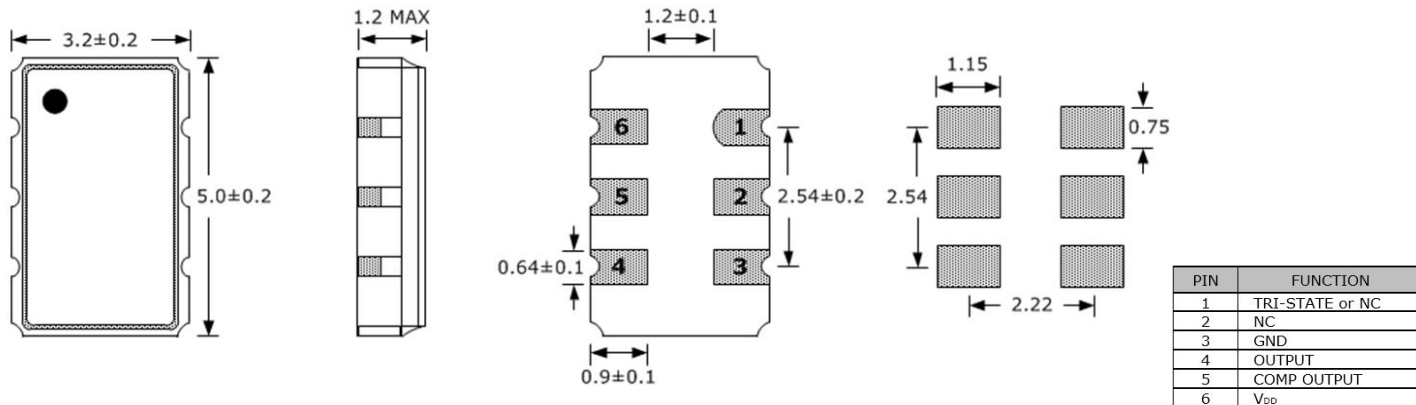 3.2±0.2
1.2 MAX
1.2±0.1
1.15
0.75
5.0±0.2
6
1
5
2
4
3
2.54±0.2
2.54
0.64±0.1
0.9±0.1
2.22
PIN FUNCTION
1 TRI-STATE or NC
2 NC
3 GND
4 OUTPUT
5 COMP OUTPUT
6 VDD